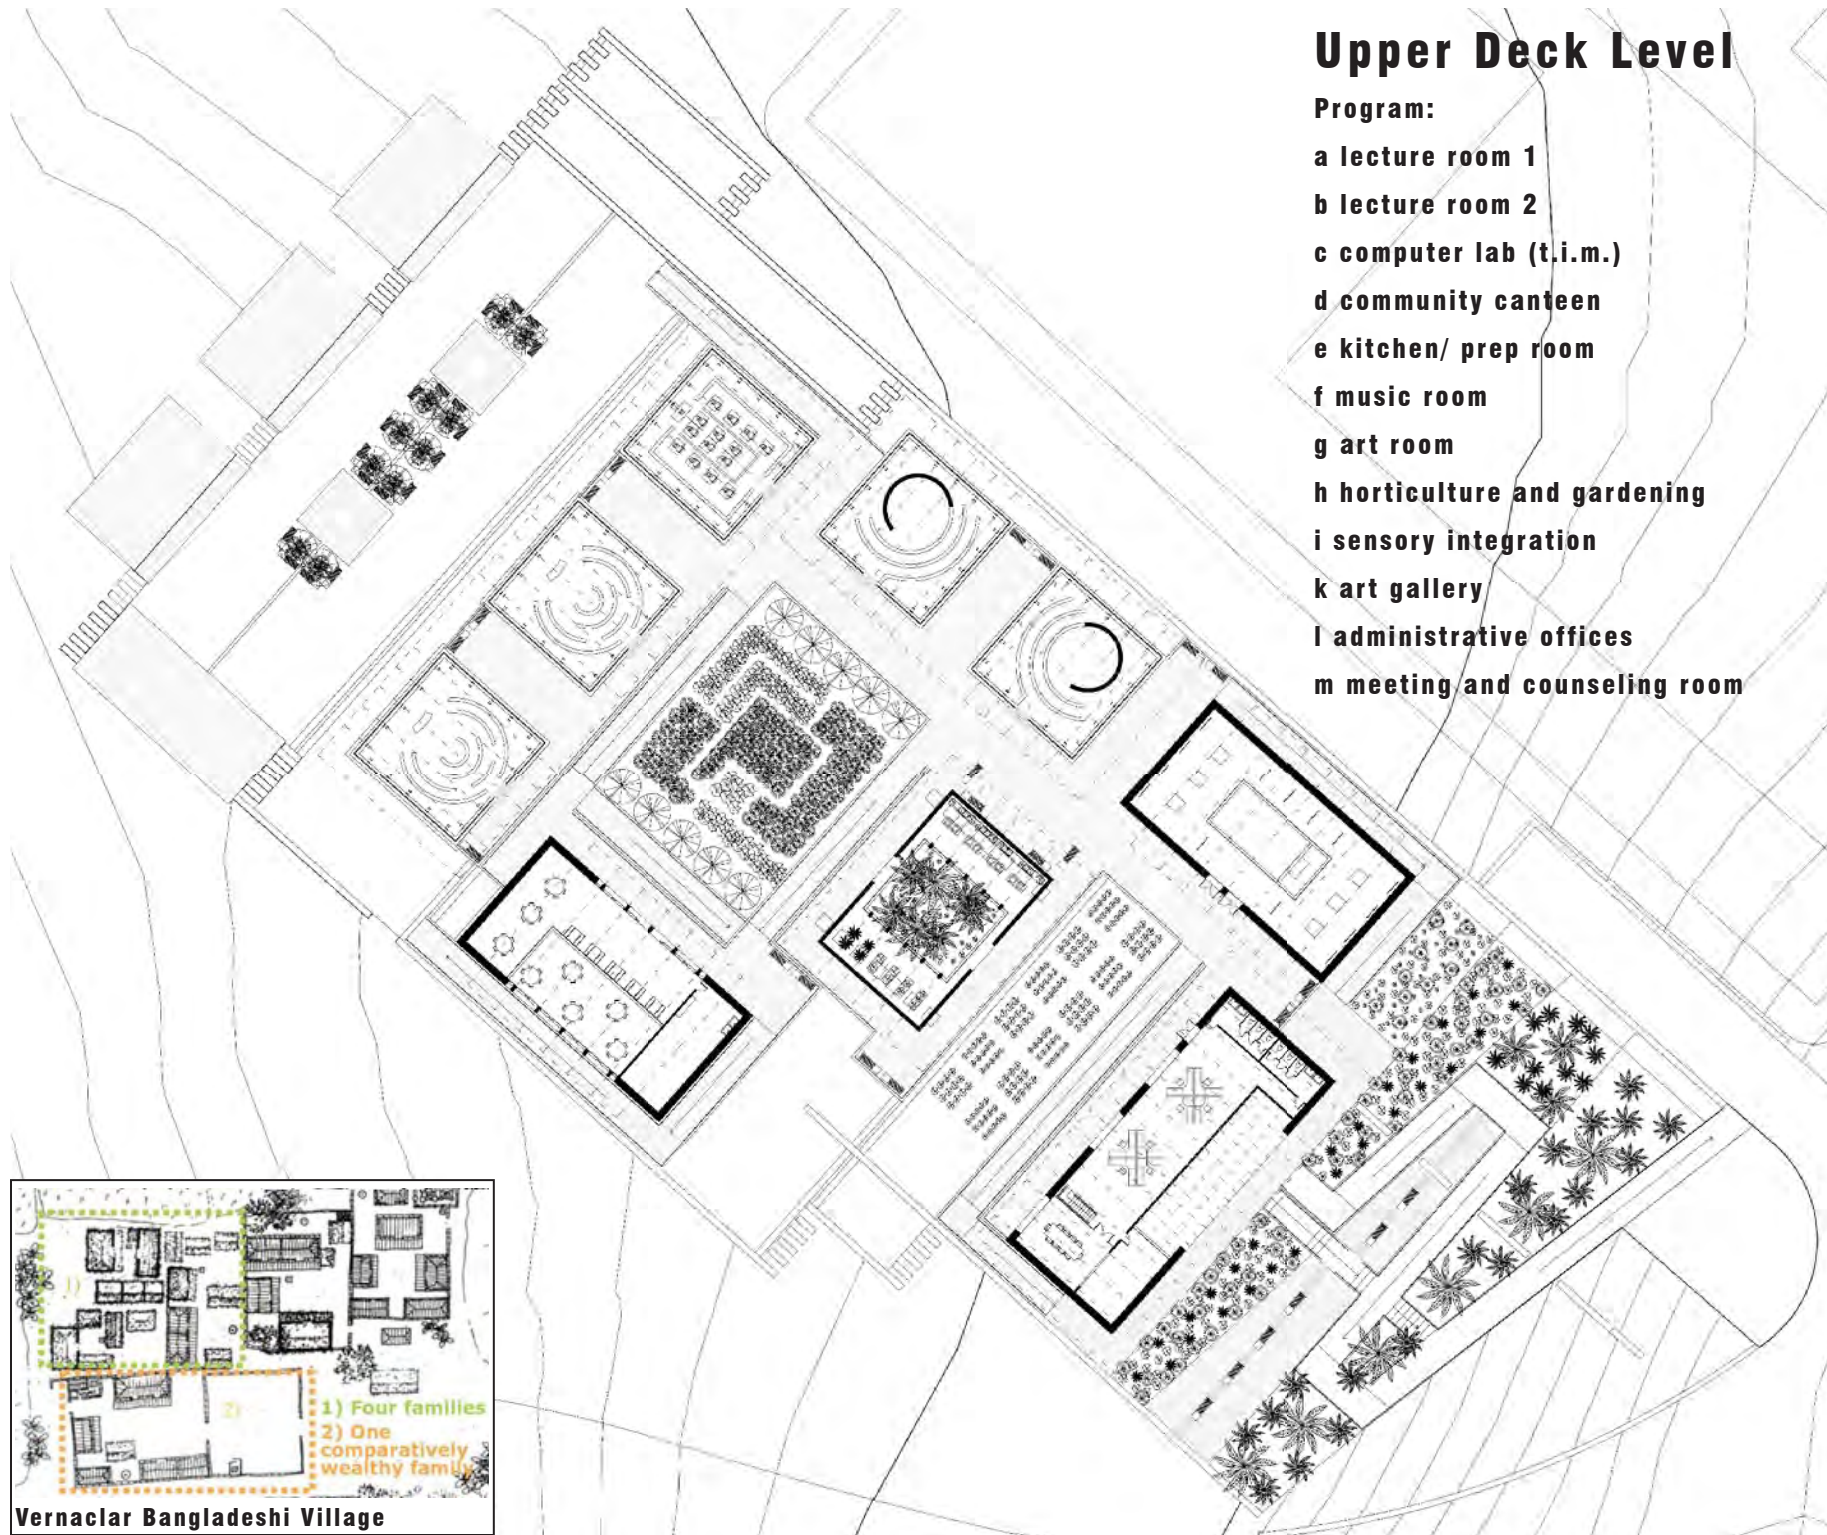 Upper Deck Level
Program:
a lecture room 1
b lecture room 2
c computer lab (t.i.m.)
d community canteen
e kitchen/ prep room
f music room
g art room
h horticulture and gardening
i sensory integration
k art gallery
l administrative offices
m meeting and counseling room
1)
2)
1) Four families
2) One
comparatively
wealthy family
Vernaclar Bangladeshi Village